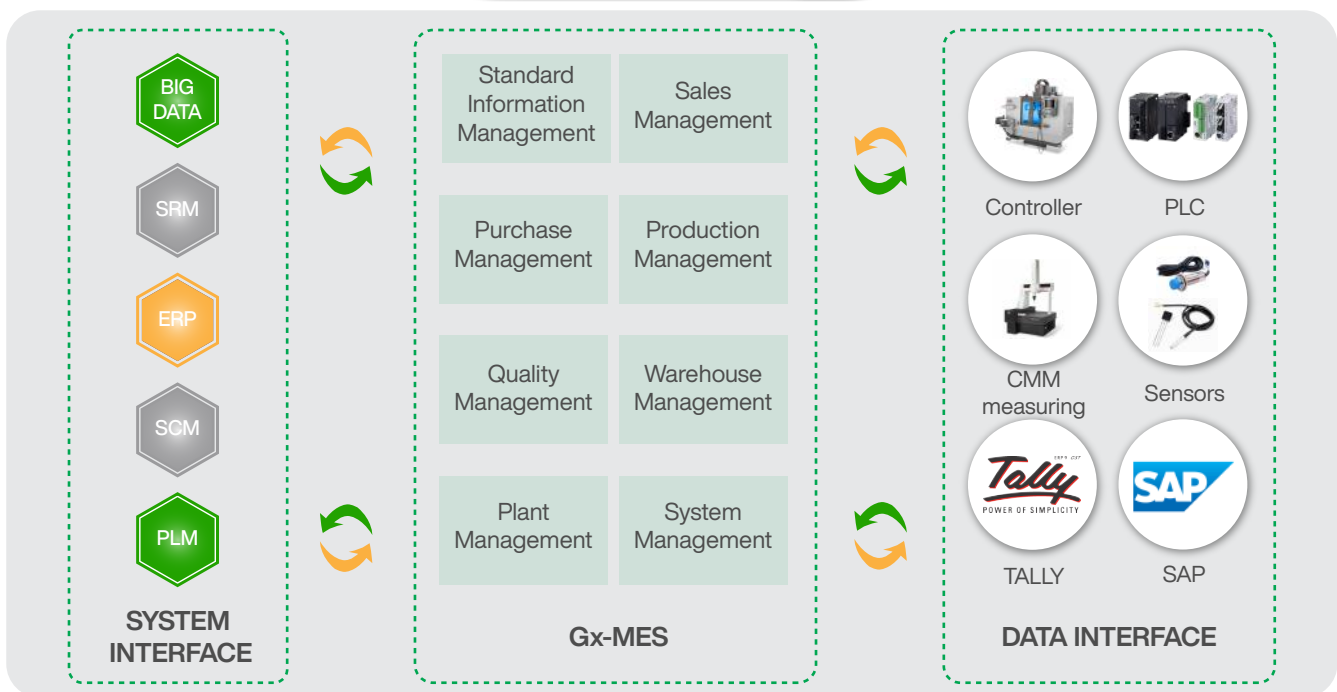 BIG
DATA
SRM
ERP
SCM
PLM
SYSTEM
INTERFACE
Standard
Information
Management
Sales
Management
Purchase
Management
Production
Management
Quality
Management
Warehouse
Management
Plant
Management
System
Management
Gx-MES
Controller
PLC
CMM
measuring
Sensors
Tally
POWER OF SIMPLICITY
TALLY
SAP
SAP
DATA INTERFACE